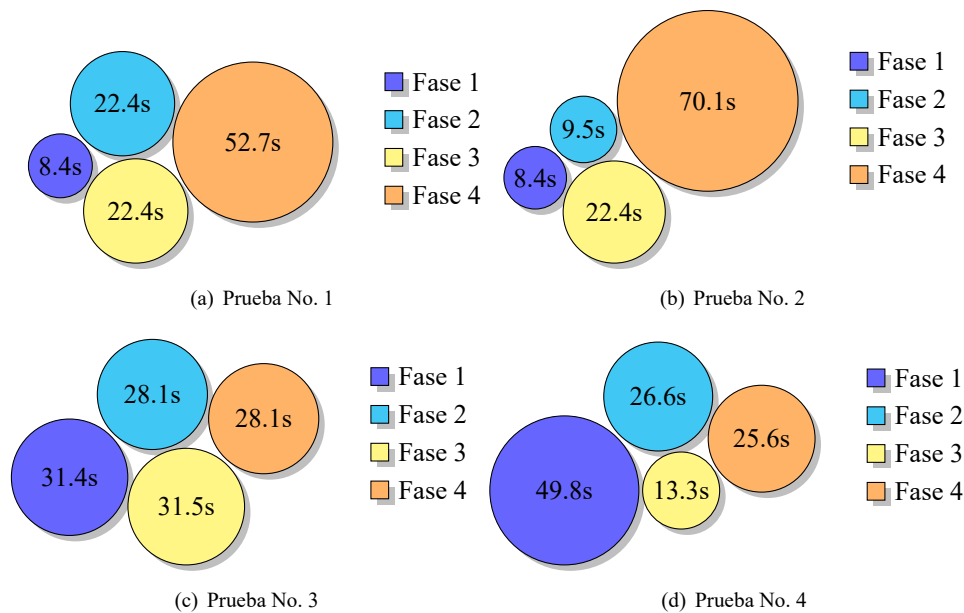 22.4s
8.4s
22.4s
52.7s
Fase 1
Fase 2
Fase 3
Fase 4
(a) Prueba No. 1
70.1s
9.5s
8.4s
22.4s
Fase 1
Fase 2
Fase 3
Fase 4
(b) Prueba No. 2
28.1s
28.1s
31.4s
31.5s
Fase 1
Fase 2
Fase 3
Fase 4
(c) Prueba No. 3
26.6s
25.6s
49.8s
13.3s
Fase 1
Fase 2
Fase 3
Fase 4
(d) Prueba No. 4